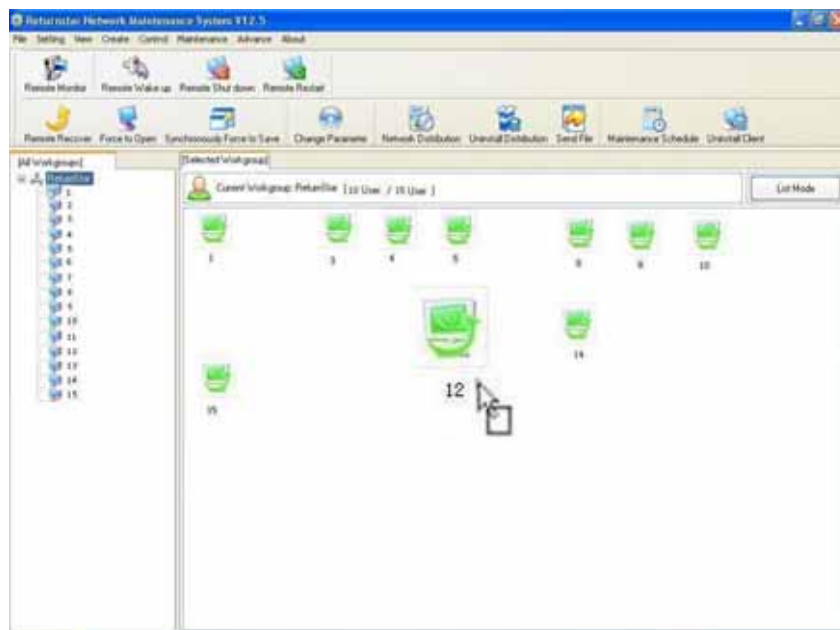 Returnstar Network Maintenance System V12.5
File Setting View Create Control Maintenance Advance About
Remote Monitor Remote Wake up Remote Shut down Remote Restart
Remote Recover Force to Open Synchronously Force to Save Change Parameter Network Distribution Uninstall Distribution Send File Maintenance Schedule Uninstall Client
[All Workgroups] [Selected Workgroup]
ReturnStar
Current Workgroup: ReturnStar [10 User / 15 User ] List Mode
1
2
3
4
5
6
7
8
9
10
11
12
13
14
15
1 3 4 5 8 9 10
12 14
15